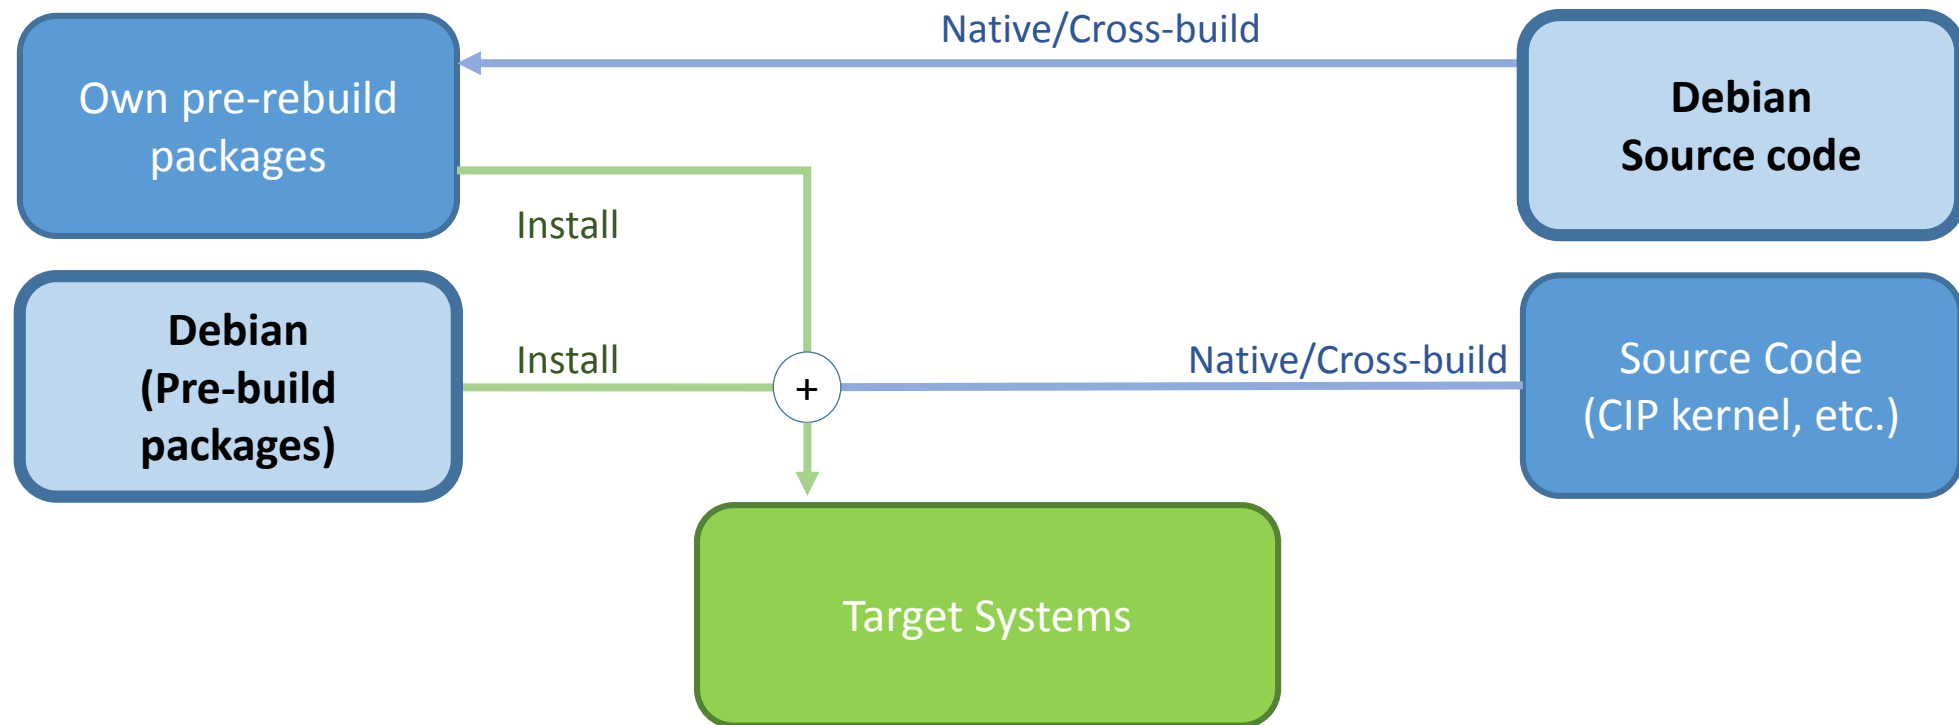 Native/Cross-build
Own pre-rebuild
packages
Debian
Source code
Install
Debian
(Pre-build
packages)
Install
+
Native/Cross-build
Source Code
(CIP kernel, etc.)
Target Systems